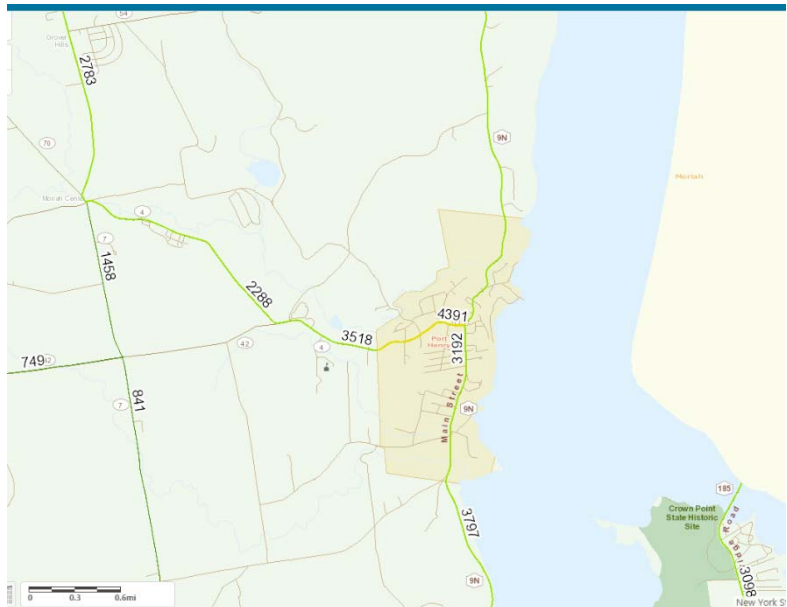 54
Grover
Hills
2783
70
9N
Moriah
Moriah Center
4
7
1458
2288
4391
3518
42
Port
Henry
3192
749
4
7
841
Main Street
9N
185
Crown Point
State Historic
Site
Bridge Road
3797
3098
9N
0 0.3 0.6mi
New York St